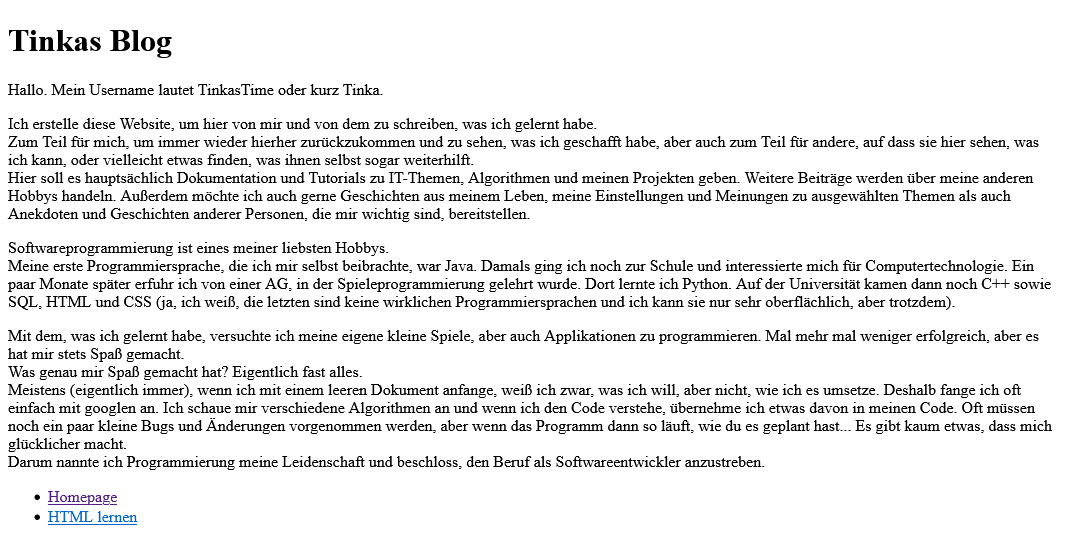 Tinkas Blog
Hallo. Mein Username lautet TinkasTime oder kurz Tinka.
Ich erstelle diese Website, um hier von mir und von dem zu schreiben, was ich gelernt habe.
Zum Teil für mich, um immer wieder hierher zurückzukommen und zu sehen, was ich geschafft habe, aber auch zum Teil für andere, auf dass sie hier sehen, was
ich kann, oder vielleicht etwas finden, was ihnen selbst sogar weiterhilft.
Hier soll es hauptsächlich Dokumentation und Tutorials zu IT-Themen, Algorithmen und meinen Projekten geben. Weitere Beiträge werden über meine anderen
Hobbys handeln. Außerdem möchte ich auch gerne Geschichten aus meinem Leben, meine Einstellungen und Meinungen zu ausgewählten Themen als auch
Anekdoten und Geschichten anderer Personen, die mir wichtig sind, bereitstellen.
Softwareprogrammierung ist eines meiner liebsten Hobbys.
Meine erste Programmiersprache, die ich mir selbst beibrachte, war Java. Damals ging ich noch zur Schule und interessierte mich für Computertechnologie. Ein
paar Monate später erfuhr ich von einer AG, in der Spieleprogrammierung gelehrt wurde. Dort lernte ich Python. Auf der Universität kamen dann noch C++ sowie
SQL, HTML und CSS (ja, ich weiß, die letzten sind keine wirklichen Programmiersprachen und ich kann sie nur sehr oberflächlich, aber trotzdem).
Mit dem, was ich gelernt habe, versuchte ich meine eigene kleine Spiele, aber auch Applikationen zu programmieren. Mal mehr mal weniger erfolgreich, aber es
hat mir stets Spaß gemacht.
Was genau mir Spaß gemacht hat? Eigentlich fast alles.
Meistens (eigentlich immer), wenn ich mit einem leeren Dokument anfange, weiß ich zwar, was ich will, aber nicht, wie ich es umsetze. Deshalb fange ich oft
einfach mit googlen an. Ich schaue mir verschiedene Algorithmen an und wenn ich den Code verstehe, übernehme ich etwas davon in meinen Code. Oft müssen
noch ein paar kleine Bugs und Änderungen vorgenommen werden, aber wenn das Programm dann so läuft, wie du es geplant hast... Es gibt kaum etwas, dass mich
glücklicher macht.
Darum nannte ich Programmierung meine Leidenschaft und beschloss, den Beruf als Softwareentwickler anzustreben.
• Homepage
• HTML lernen